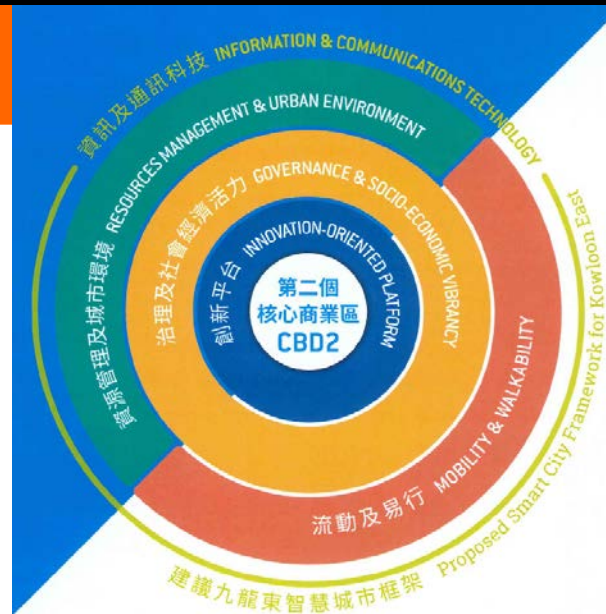 資訊及通訊科技 INFORMATION & COMMUNICATIONS TECHNOLOGY
資源管理及城市環境 RESOURCES MANAGEMENT & URBAN ENVIRONMENT
治理及社會經濟活力 GOVERNANCE & SOCIO-ECONOMIC VIBRANCY
創新平台 INNOVATION-ORIENTED PLATFORM
第二個
核心商業區
CBD2
流動及易行 MOBILITY & WALKABILITY
建議九龍東智慧城市框架 Proposed Smart City Framework for Kowloon East